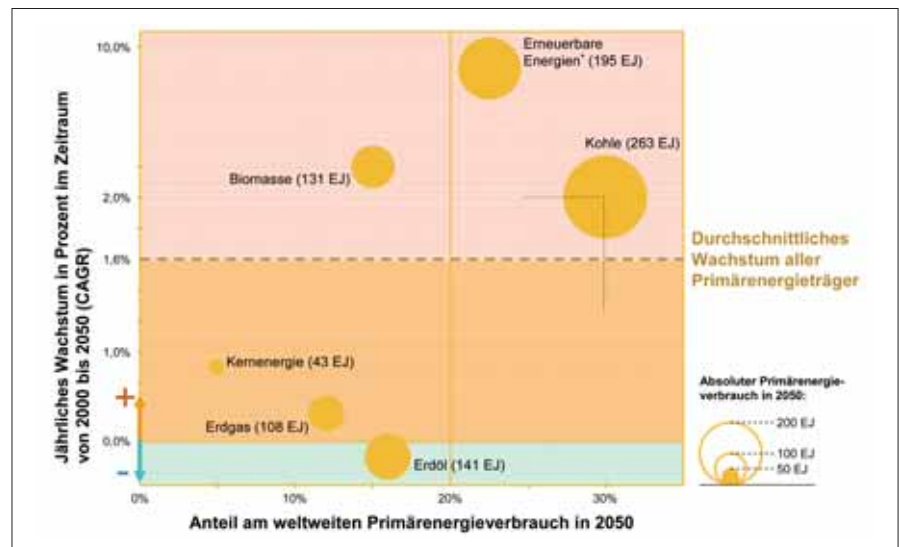 Jährliches Wachstum in Prozent im Zeitraum
von 2000 bis 2050 (CAGR)
10,0%
2,0%
1,6%
1,0%
0,0%
+
–
Erneuerbare
Energien* (195 EJ)
Kohle (263 EJ)
Biomasse (131 EJ)
Durchschnittliches
Wachstum aller
Primärenergieträger
Kernenergie (43 EJ)
Erdgas (108 EJ)
Erdöl (141 EJ)
Absoluter Primärenergie-
verbrauch in 2050:
200 EJ
100 EJ
50 EJ
0%
10%
20%
30%
Anteil am weltweiten Primärenergieverbrauch in 2050